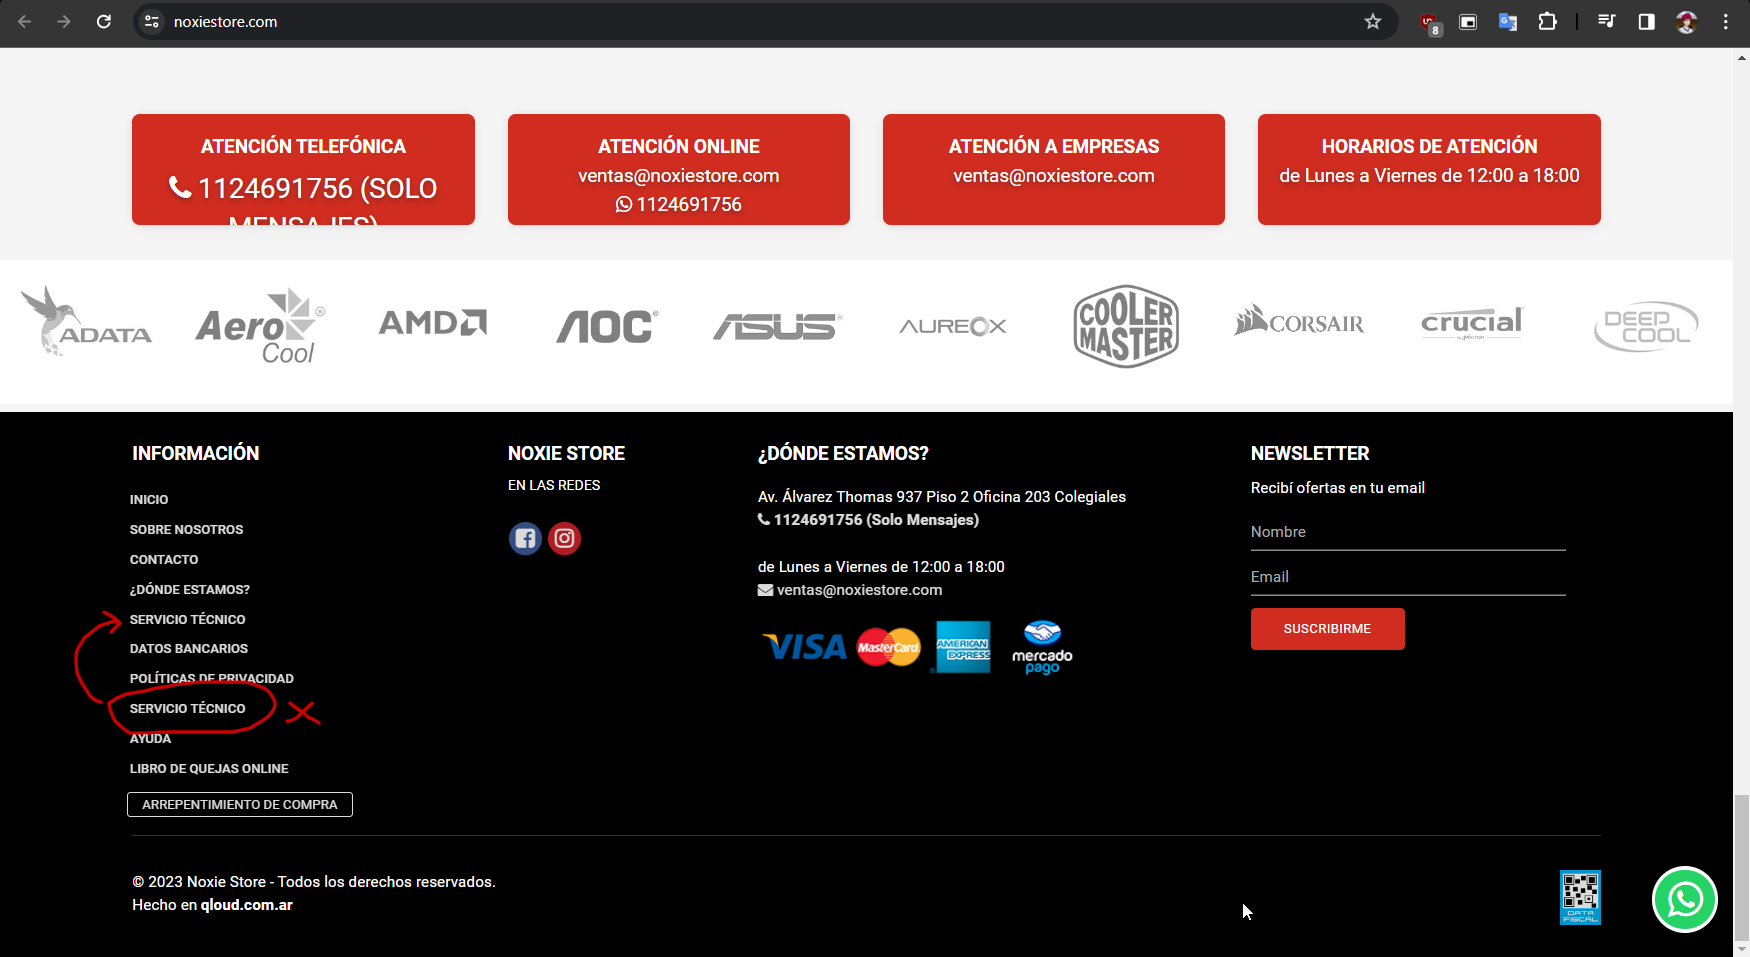 noxiestore.com
8
ATENCIÓN TELEFÓNICA
1124691756 (SOLO
MENSAJES)
ATENCIÓN ONLINE
ventas@noxiestore.com
1124691756
ATENCIÓN A EMPRESAS
ventas@noxiestore.com
HORARIOS DE ATENCIÓN
de Lunes a Viernes de 12:00 a 18:00
ADATA
Aero
Cool
AMD
AOC
ASUS
AUREOX
COOLER
MASTER
CORSAIR
crucial
DEEP
COOL
INFORMACIÓN
INICIO
SOBRE NOSOTROS
CONTACTO
¿DÓNDE ESTAMOS?
SERVICIO TÉCNICO
DATOS BANCARIOS
POLÍTICAS DE PRIVACIDAD
SERVICIO TÉCNICO
AYUDA
LIBRO DE QUEJAS ONLINE
ARREPENTIMIENTO DE COMPRA
NOXIE STORE
EN LAS REDES
¿DÓNDE ESTAMOS?
Av. Álvarez Thomas 937 Piso 2 Oficina 203 Colegiales
1124691756 (Solo Mensajes)
de Lunes a Viernes de 12:00 a 18:00
ventas@noxiestore.com
VISA
MasterCard
AMERICAN
EXPRESS
mercado
pago
NEWSLETTER
Recibí ofertas en tu email
Nombre
Email
SUSCRIBIRME
© 2023 Noxie Store - Todos los derechos reservados.
Hecho en qloud.com.ar
DATA
FISCAL